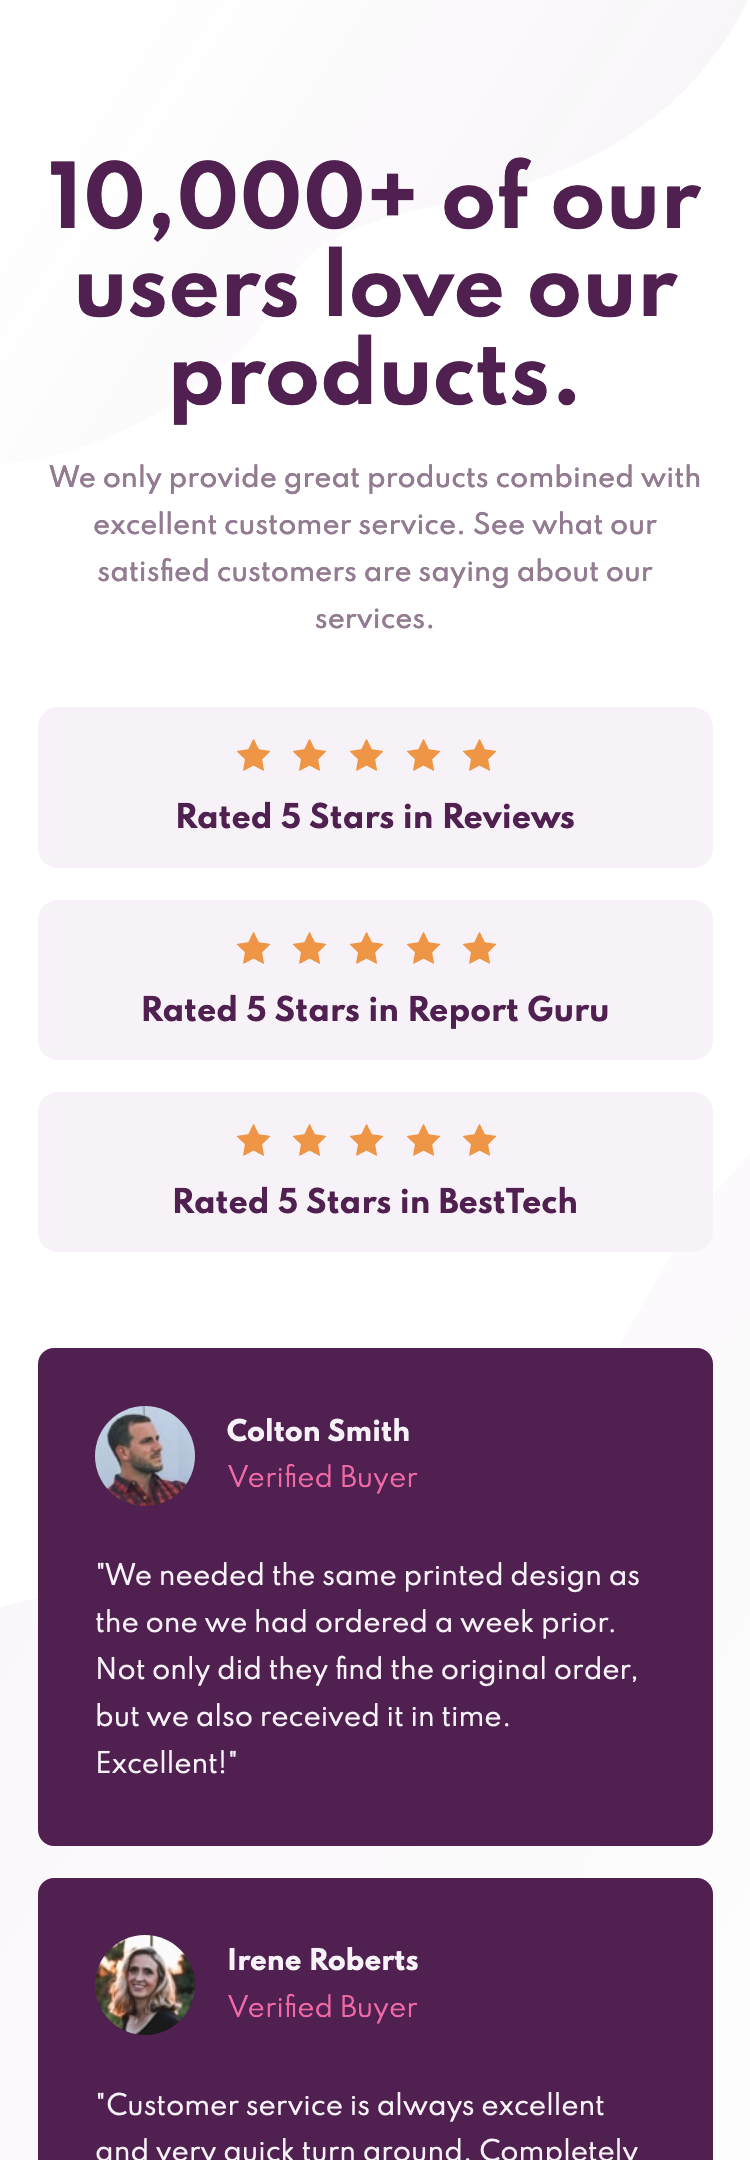 10,000+ of our
users love our
products.
We only provide great products combined with
excellent customer service. See what our
satisfied customers are saying about our
services.
Rated 5 Stars in Reviews
Rated 5 Stars in Report Guru
Rated 5 Stars in BestTech
Colton Smith
Verified Buyer
"We needed the same printed design as
the one we had ordered a week prior.
Not only did they find the original order,
but we also received it in time.
Excellent!"
Irene Roberts
Verified Buyer
"Customer service is always excellent
and very quick turn around. Completely